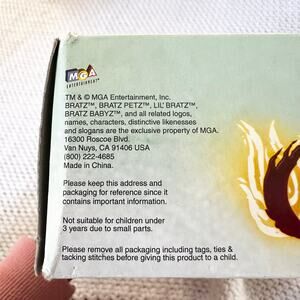 MGA
ENTERTAINMENT
TM & © MGA Entertainment, Inc.
BRATZ™, BRATZ PETZ™, LIL' BRATZ™,
BRATZ BABYZ™, and all related logos,
names, characters, distinctive likenesses
and slogans are the exclusive property of MGA.
16300 Roscoe Blvd.
Van Nuys, CA 91406 USA
(800) 222-4685
Made in China.
Please keep this address and
packaging for reference since it
contains important information.
Not suitable for children under
3 years due to small parts.
Please remove all packaging including tags, ties &
tacking stitches before giving this product to a child.